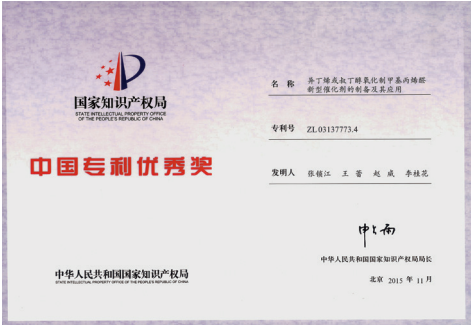 国家知识产权局
STATE INTELLECTUAL PROPERTY OFFICE
OF THE PEOPLE'S REPUBLIC OF CHINA
中国专利优秀奖
中华人民共和国国家知识产权局
STATE INTELLECTUAL PROPERTY OFFICE OF THE PEOPLE'S REPUBLIC OF CHINA
名 称 异丁烯或叔丁醇氧化制甲基丙烯醛
新型催化剂的制备及其应用
专利号 ZL 03137773.4
发明人 张锁江 王 蕾 赵 威 李桂花
申长雨
中华人民共和国国家知识产权局局长
北京 2015 年 11 月